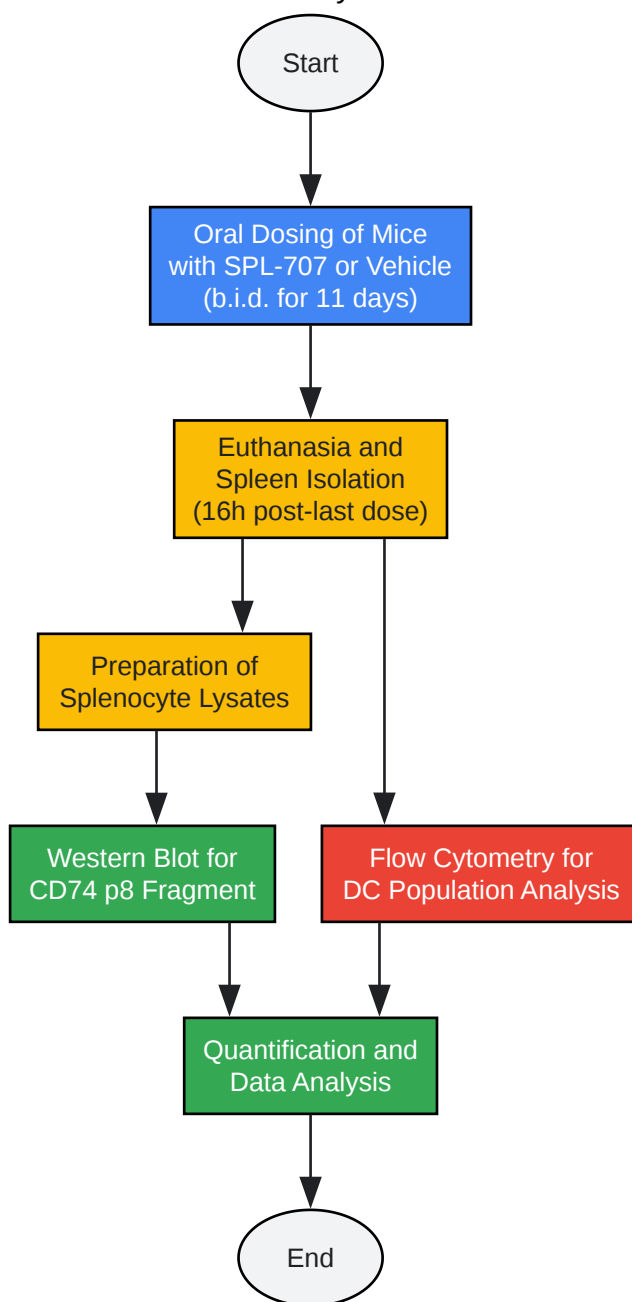 Start
Oral Dosing of Mice
with SPL-707 or Vehicle
(b.i.d. for 11 days)
Euthanasia and
Spleen Isolation
(16h post-last dose)
Preparation of
Splenocyte Lysates
Western Blot for
CD74 p8 Fragment
Flow Cytometry for
DC Population Analysis
Quantification and
Data Analysis
End